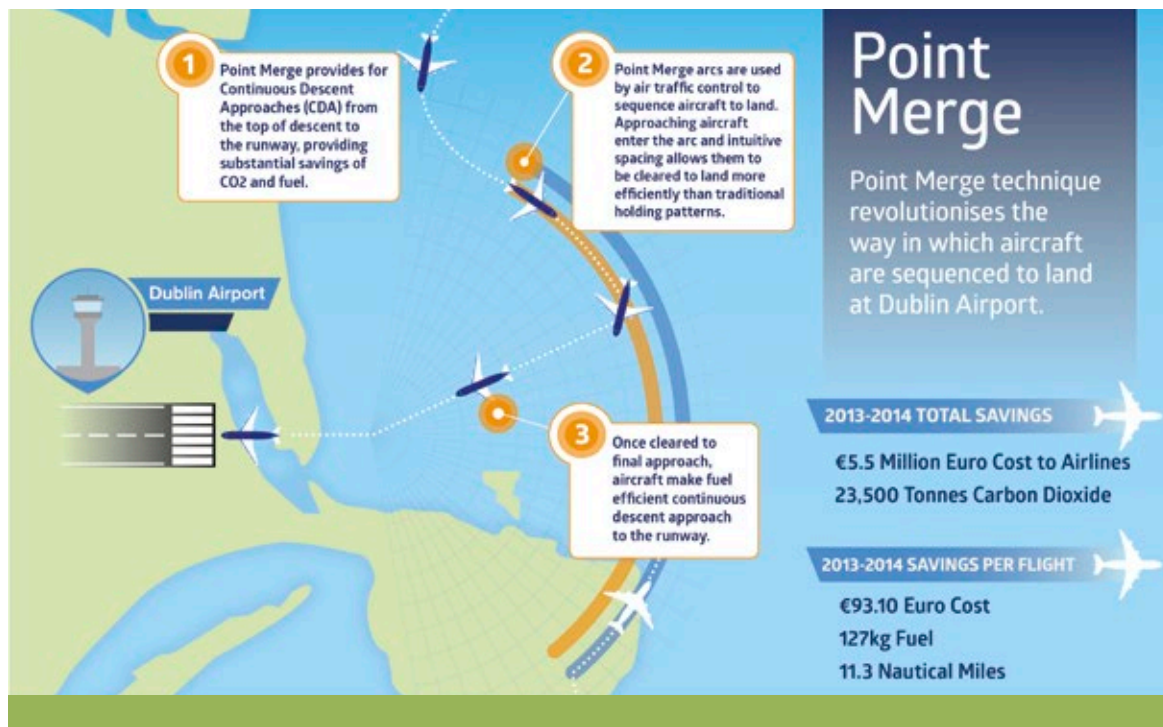 Point
Merge
Point Merge technique
revolutionises the
way in which aircraft
are sequenced to land
at Dublin Airport.
1
Point Merge provides for
Continuous Descent
Approaches (CDA) from
the top of descent to
the runway, providing
substantial savings of
CO2 and fuel.
2
Point Merge arcs are used
by air traffic control to
sequence aircraft to land.
Approaching aircraft
enter the arc and intuitive
spacing allows them to
be cleared to land more
efficiently than traditional
holding patterns.
Dublin Airport
3
Once cleared to
final approach,
aircraft make fuel
efficient continuous
descent approach
to the runway.
2013-2014 TOTAL SAVINGS
€5.5 Million Euro Cost to Airlines
23,500 Tonnes Carbon Dioxide
2013-2014 SAVINGS PER FLIGHT
€93.10 Euro Cost
127kg Fuel
11.3 Nautical Miles